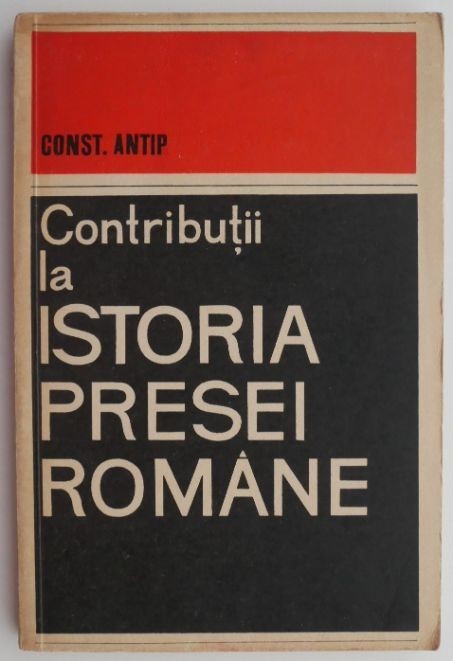 CONST. ANTIP
Contribuții
la
ISTORIA
PRESEI
ROMÂNE